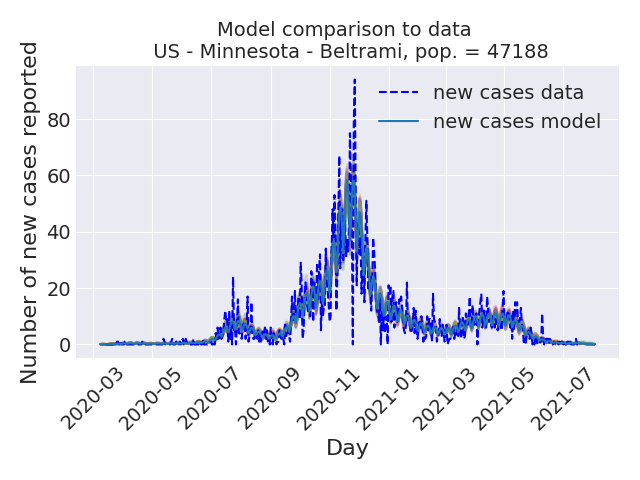 Model comparison to data
US - Minnesota - Beltrami, pop. = 47188
new cases data
new cases model
Number of new cases reported
80
60
40
20
0
2020-03
2020-05
2020-07
2020-09
2020-11
2021-01
2021-03
2021-05
2021-07
Day